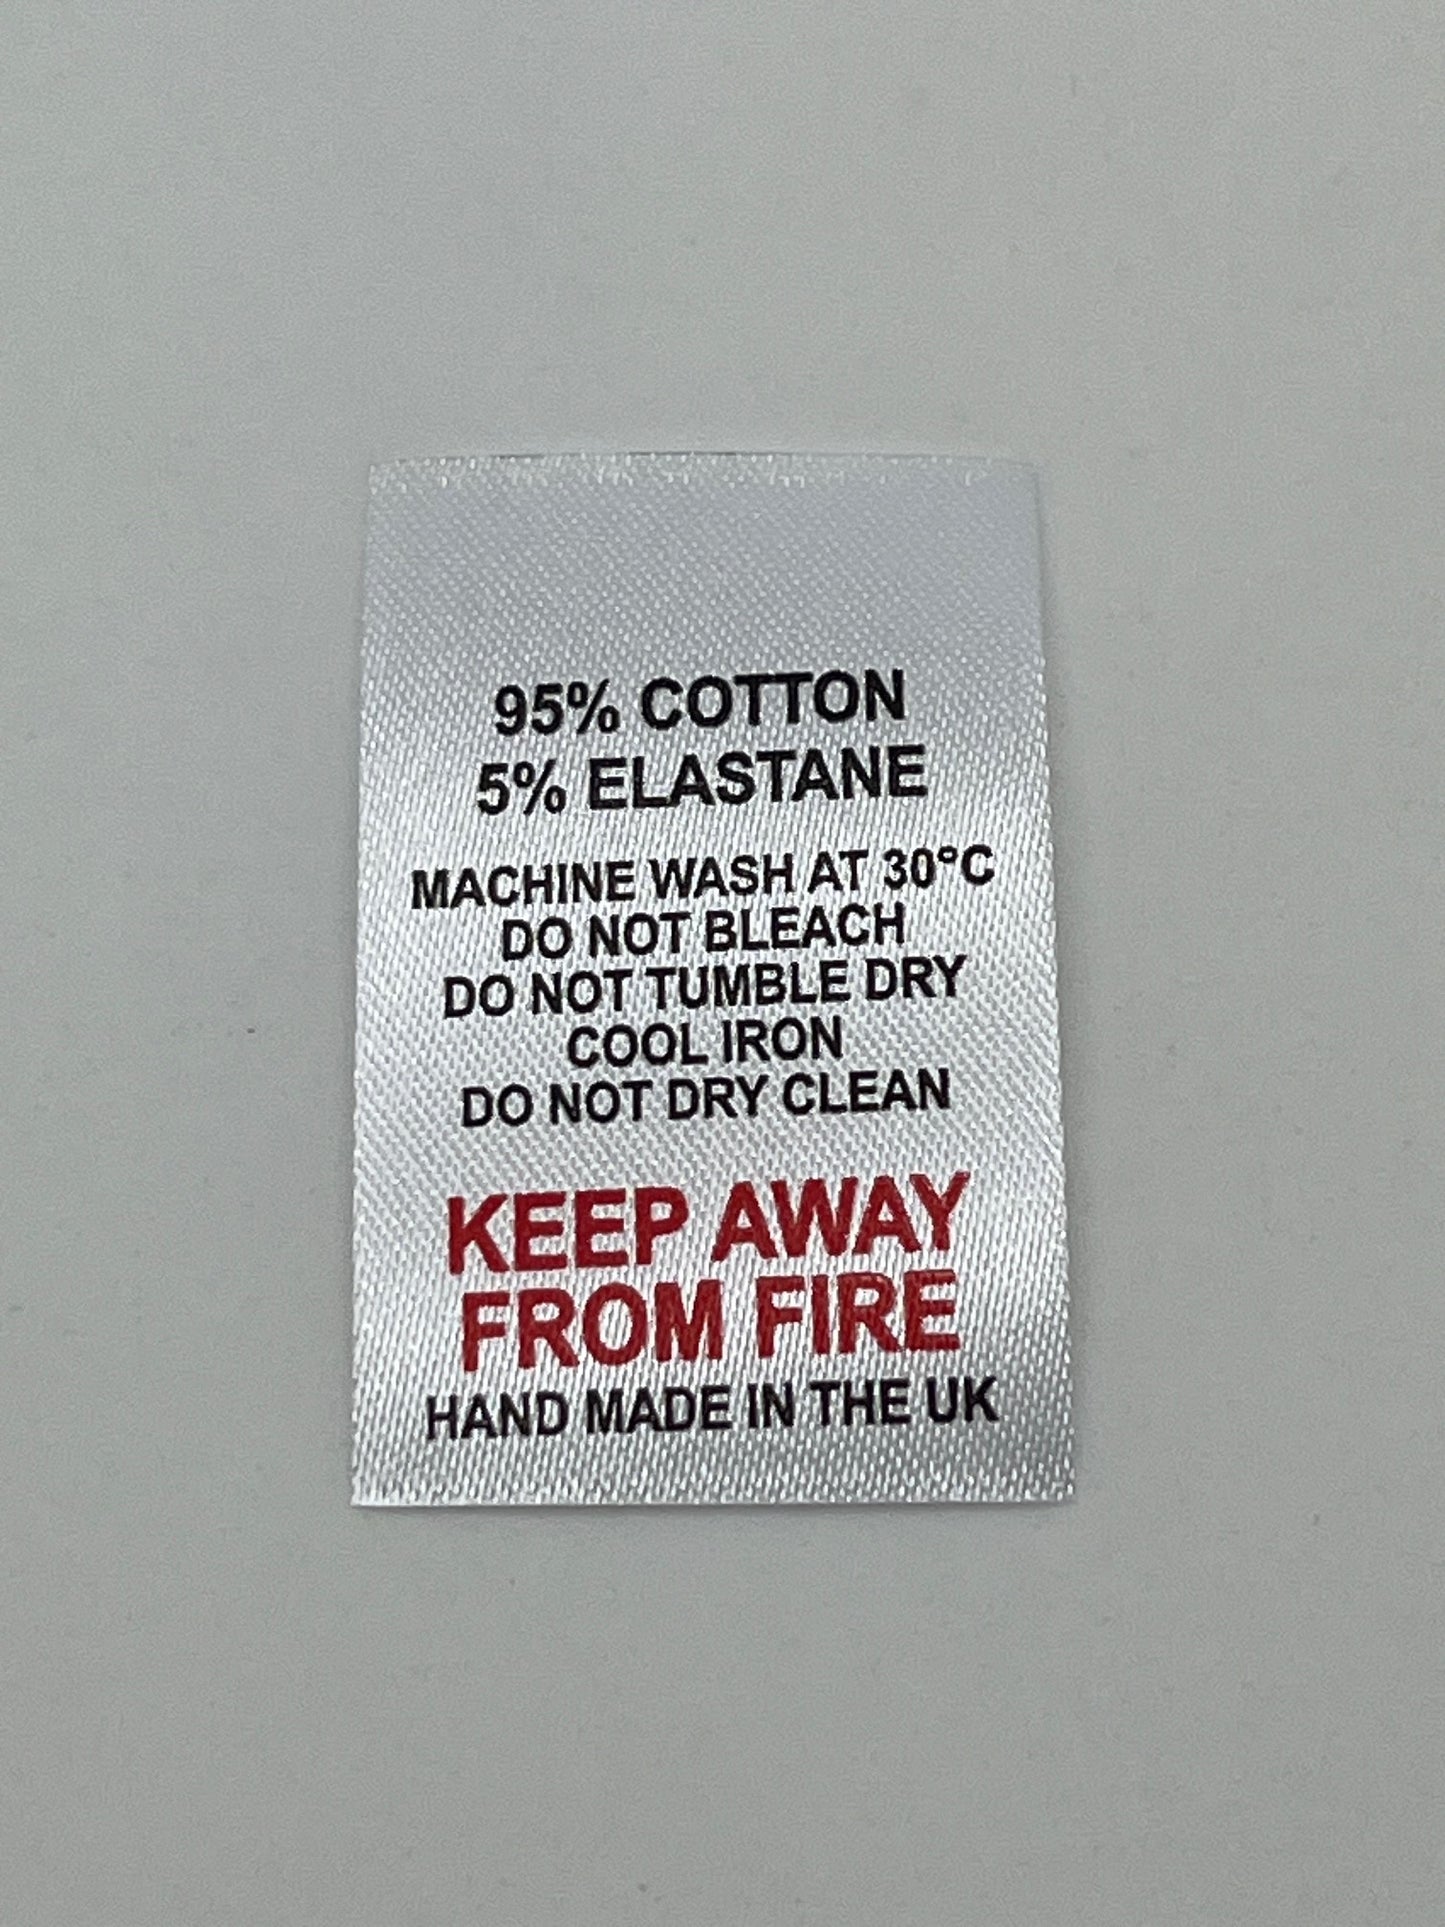 95% COTTON
5% ELASTANE
MACHINE WASH AT 30°C
DO NOT BLEACH
DO NOT TUMBLE DRY
COOL IRON
DO NOT DRY CLEAN
KEEP AWAY
FROM FIRE
HAND MADE IN THE UK